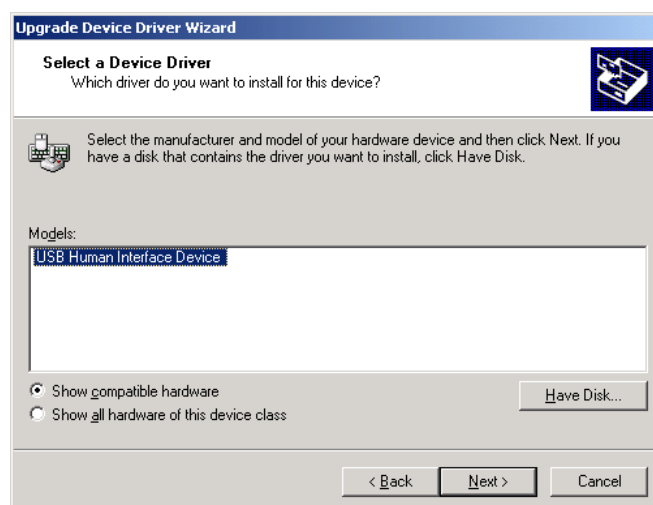 Upgrade Device Driver Wizard
Select a Device Driver
Which driver do you want to install for this device?
Select the manufacturer and model of your hardware device and then click Next. If you
have a disk that contains the driver you want to install, click Have Disk.
Models:
USB Human Interface Device
Show compatible hardware
Show all hardware of this device class
Have Disk...
< Back
Next >
Cancel